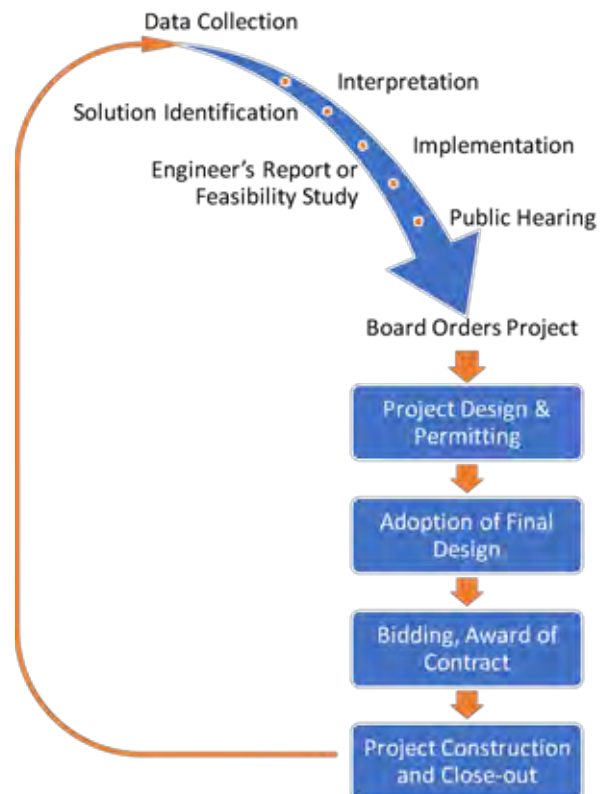 Data Collection
Interpretation
Solution Identification
Implementation
Engineer's Report or
Feasibility Study
Public Hearing
Board Orders Project
Project Design &
Permitting
Adoption of Final
Design
Bidding, Award of
Contract
Project Construction
and Close-out